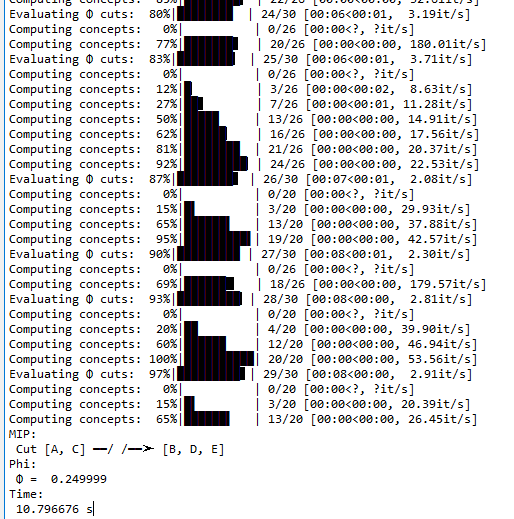 Evaluating Φ cuts:  80%| | 24/30 [00:06<00:01,  3.19it/s]
Computing concepts:   0%| | 0/26 [00:00<?, ?it/s]
Computing concepts:  77%| | 20/26 [00:00<00:00, 180.01it/s]
Evaluating Φ cuts:  83%| | 25/30 [00:06<00:01,  3.71it/s]
Computing concepts:   0%| | 0/26 [00:00<?, ?it/s]
Computing concepts:  12%| | 3/26 [00:00<00:02,  8.63it/s]
Computing concepts:  27%| | 7/26 [00:00<00:01, 11.28it/s]
Computing concepts:  50%| | 13/26 [00:00<00:00, 14.91it/s]
Computing concepts:  62%| | 16/26 [00:00<00:00, 17.56it/s]
Computing concepts:  81%| | 21/26 [00:00<00:00, 20.37it/s]
Computing concepts:  92%| | 24/26 [00:00<00:00, 22.53it/s]
Evaluating Φ cuts:  87%| | 26/30 [00:07<00:01,  2.08it/s]
Computing concepts:   0%| | 0/20 [00:00<?, ?it/s]
Computing concepts:  15%| | 3/20 [00:00<00:00, 29.93it/s]
Computing concepts:  65%| | 13/20 [00:00<00:00, 37.88it/s]
Computing concepts:  95%| | 19/20 [00:00<00:00, 42.57it/s]
Evaluating Φ cuts:  90%| | 27/30 [00:08<00:01,  2.30it/s]
Computing concepts:   0%| | 0/26 [00:00<?, ?it/s]
Computing concepts:  69%| | 18/26 [00:00<00:00, 179.57it/s]
Evaluating Φ cuts:  93%| | 28/30 [00:08<00:00,  2.81it/s]
Computing concepts:   0%| | 0/20 [00:00<?, ?it/s]
Computing concepts:  20%| | 4/20 [00:00<00:00, 39.90it/s]
Computing concepts:  60%| | 12/20 [00:00<00:00, 46.94it/s]
Computing concepts: 100%| | 20/20 [00:00<00:00, 53.56it/s]
Evaluating Φ cuts:  97%| | 29/30 [00:08<00:00,  2.91it/s]
Computing concepts:   0%| | 0/20 [00:00<?, ?it/s]
Computing concepts:  15%| | 3/20 [00:00<00:00, 20.39it/s]
Computing concepts:  65%| | 13/20 [00:00<00:00, 26.45it/s]
MIP:
Cut [A, C] ——/ /——➤ [B, D, E]
Phi:
Φ =  0.249999
Time:
10.796676 s